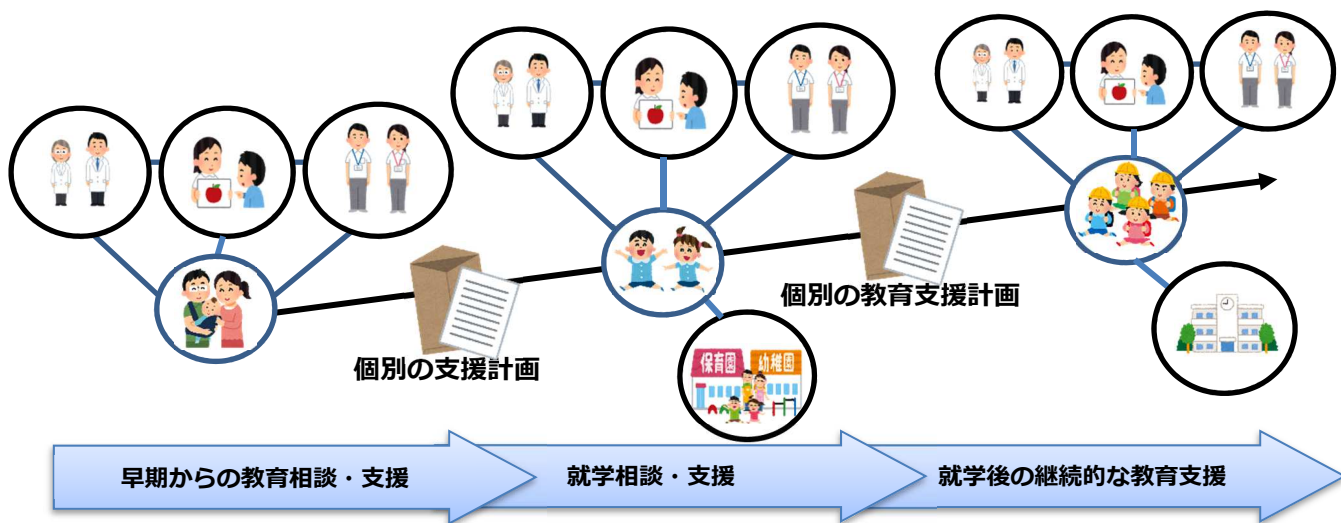 個別の教育支援計画
個別の支援計画
保育園
幼稚園
早期からの教育相談・支援
就学相談・支援
就学後の継続的な教育支援